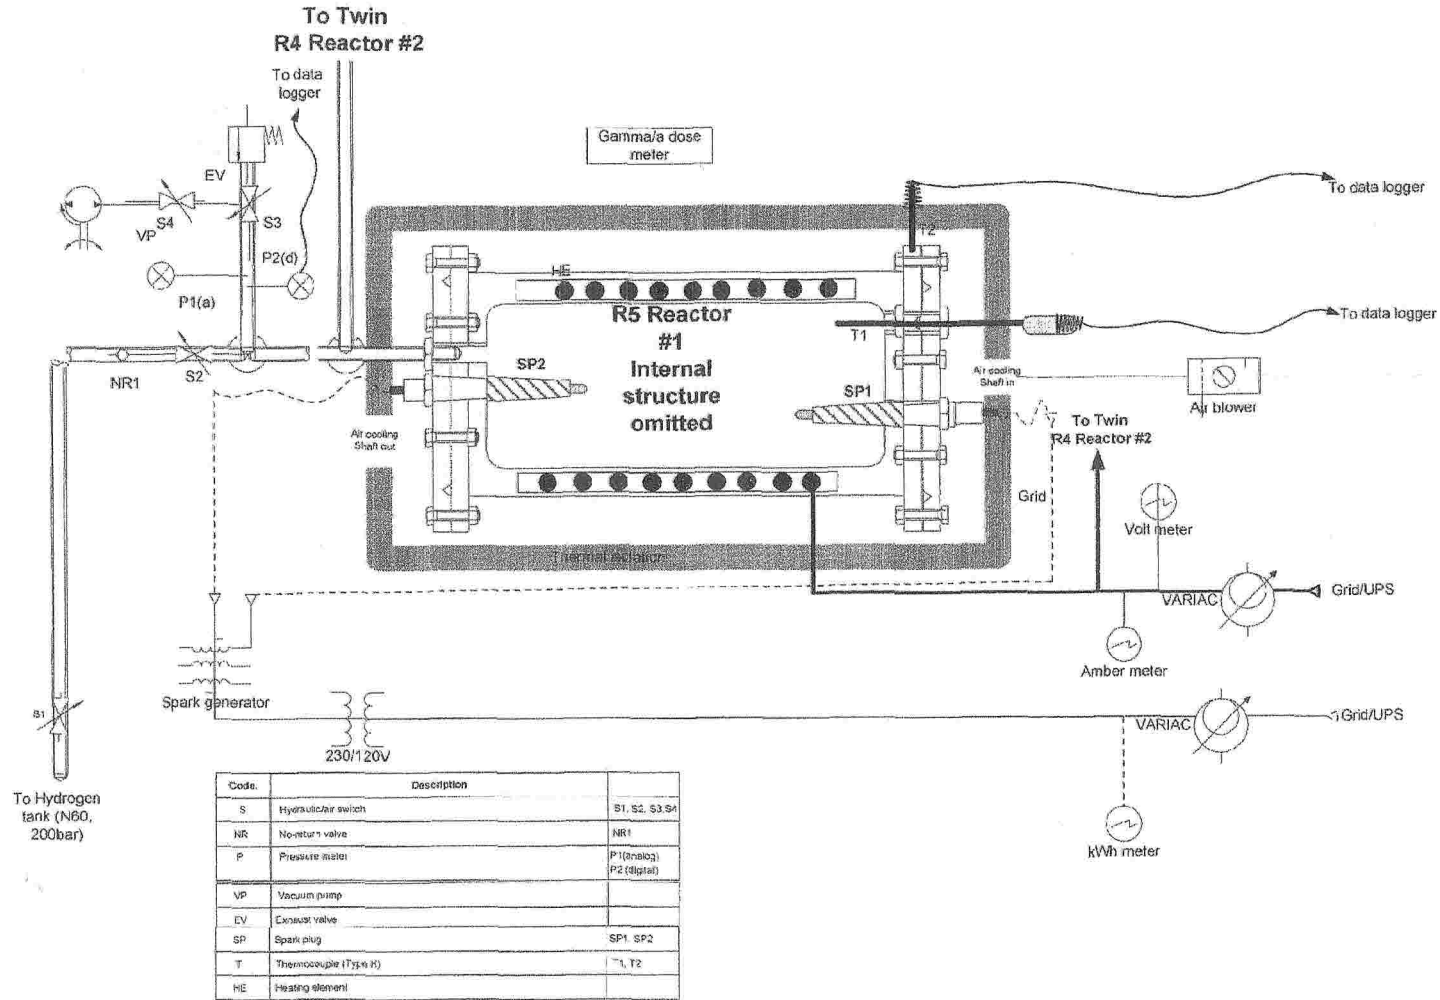 To Twin
R4 Reactor #2
To data
logger
Gamma/a dose
meter
EV
S4
S3
VP
P2(d)
P1(a)
T2
To data logger
HE
R5 Reactor
#1
Internal
structure
omitted
T1
To data logger
NR1
S2
SP2
SP1
Air cooling
Shaft in
Air blower
Air cooling
Shaft out
To Twin
R4 Reactor #2
Grid
Volt meter
Thermal isolation
VARIAC
Grid/UPS
Amber meter
Spark generator
S1
VARIAC
Grid/UPS
230/120V
kWh meter
To Hydrogen
tank (N60,
200bar)
Code. Description
S Hydraulic/air switch S1, S2, S3,S4
NR No-return valve NR1
P Pressure meter P1(analog)
P2 (digital)
VP Vacuum pump
EV Exhaust valve
SP Spark plug SP1, SP2
T Thermocouple (Type K) T1, T2
HE Heating element